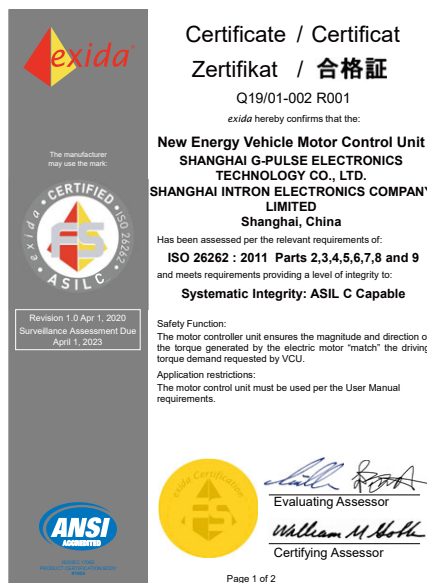 exida
Certificate / Certificat
Zertifikat / 合格証
Q19/01-002 R001
exida hereby confirms that the:
New Energy Vehicle Motor Control Unit
SHANGHAI G-PULSE ELECTRONICS
TECHNOLOGY CO., LTD.
SHANGHAI INTRON ELECTRONICS COMPANY
LIMITED
Shanghai, China
Has been assessed per the relevant requirements of:
ISO 26262 : 2011 Parts 2,3,4,5,6,7,8 and 9
and meets requirements providing a level of integrity to:
Systematic Integrity: ASIL C Capable
Safety Function:
The motor controller unit ensures the magnitude and direction o
the torque generated by the electric motor “match” the driving
torque demand requested by VCU.
Application restrictions:
The motor control unit must be used per the User Manual
requirements.
The manufacturer
may use the mark:
exida CERTIFIED ISO 26262
FS
ASIL C
Revision 1.0 Apr 1, 2020
Surveillance Assessment Due
April 1, 2023
ANSI
ACCREDITED
exida Certification
FS
Evaluating Assessor
William M Goble
Certifying Assessor
Page 1 of 2